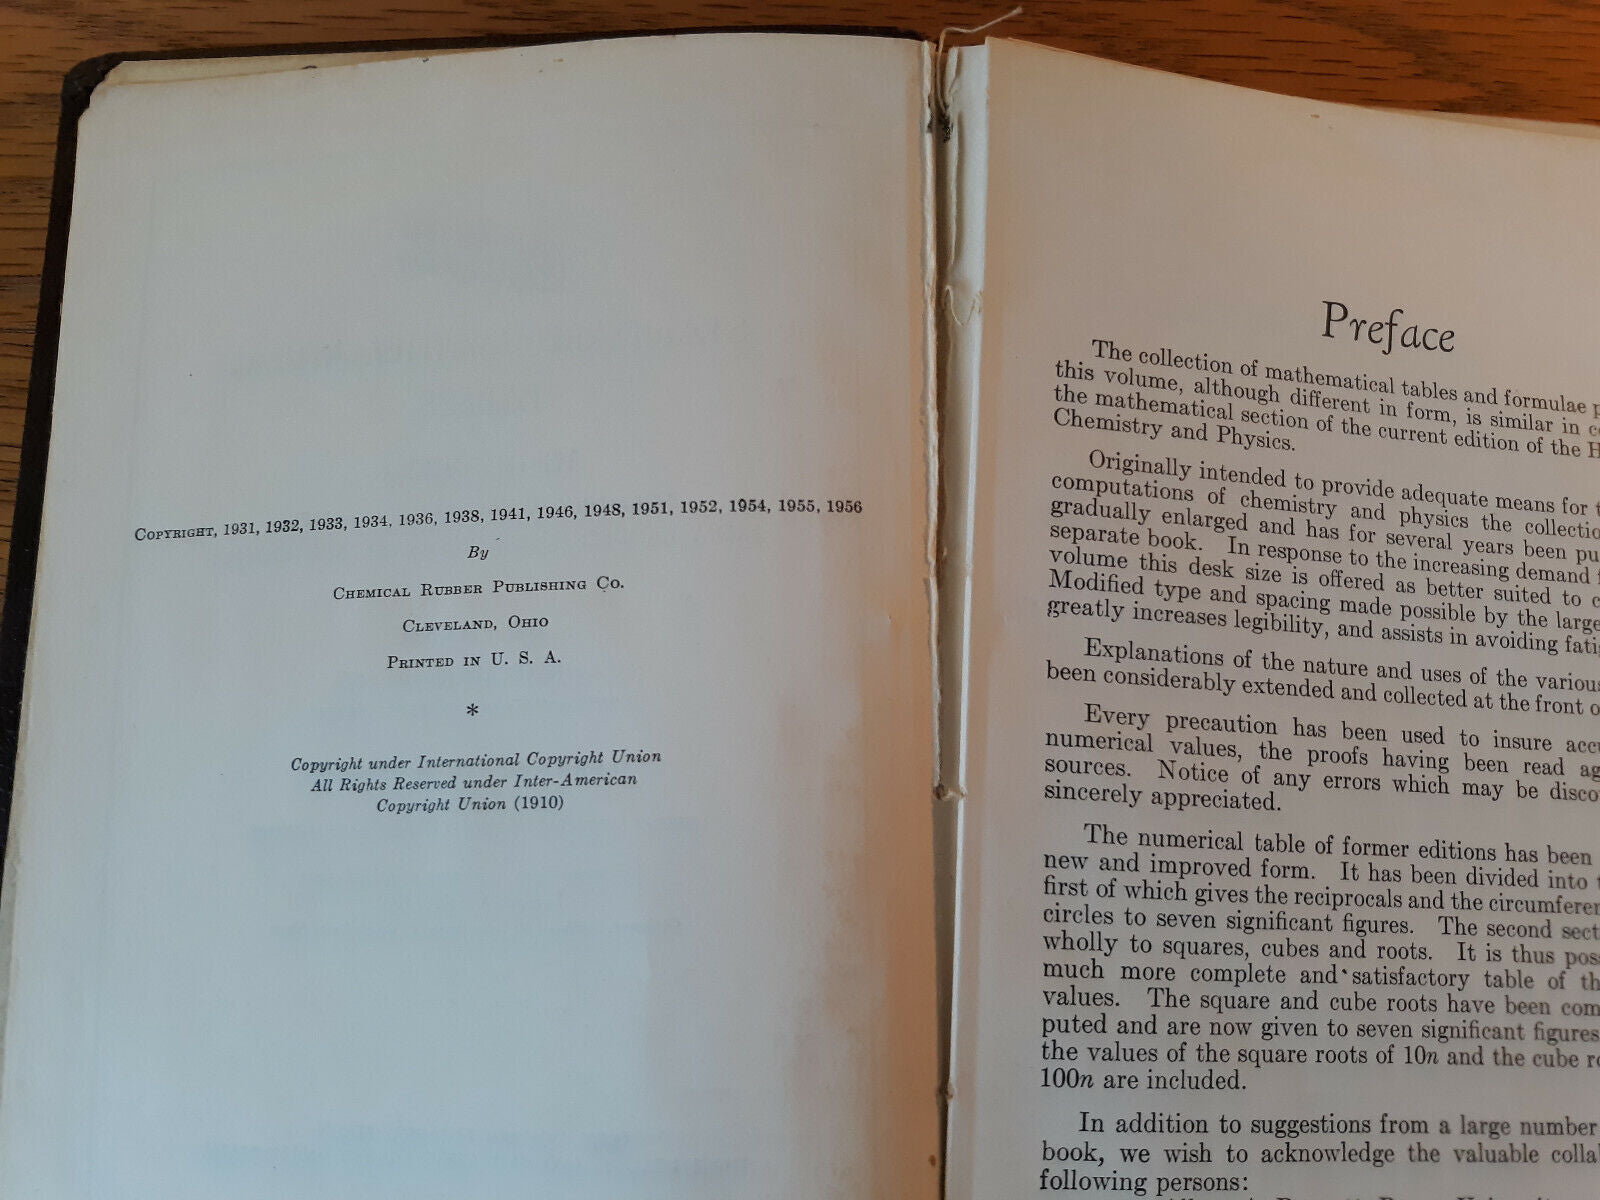 Copyright, 1931, 1932, 1933, 1934, 1936, 1938, 1941, 1946, 1948, 1951, 1952, 1954, 1955, 1956
By
Chemical Rubber Publishing Co.
Cleveland, Ohio
Printed in U. S. A.
*
Copyright under International Copyright Union
All Rights Reserved under Inter-American
Copyright Union (1910)
Preface
The collection of mathematical tables and formulae
this volume, although different in form, is similar in
the mathematical section of the current edition of the
Chemistry and Physics.
Originally intended to provide adequate means for
computations of chemistry and physics the
gradually enlarged and has for several years been
separate book. In response to the increasing demand
volume this desk size is offered as better suited to
Modified type and spacing made possible by the
greatly increases legibility, and assists in avoiding
Explanations of the nature and uses of the
been considerably extended and collected at the front
Every precaution has been used to insure
numerical values, the proofs having been read
sources. Notice of any errors which may be
sincerely appreciated.
The numerical table of former editions has been
new and improved form. It has been divided into
first of which gives the reciprocals and the
circles to seven significant figures. The second
wholly to squares, cubes and roots. It is thus
much more complete and satisfactory table of
values. The square and cube roots have been
puted and are now given to seven significant figures
the values of the square roots of 10n and the cube
100n are included.
In addition to suggestions from a large number
book, we wish to acknowledge the valuable
following persons: